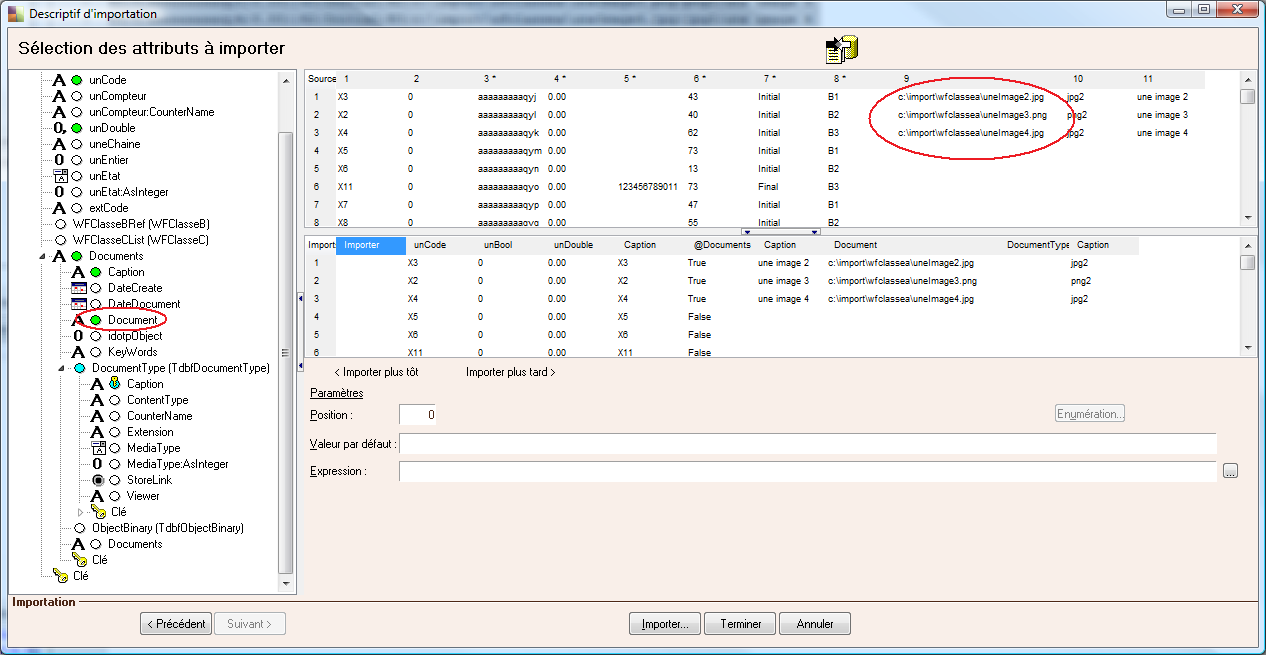 Descriptif d'importation
Sélection des attributs à importer
unCode
unCompteur
unCompteur:CounterName
unDouble
uneChaine
unEntier
unEtat
unEtat:AsInteger
extCode
WFClasseBRef (WFClasseB)
WFClasseCList (WFClasseC)
Documents
Caption
DateCreate
DateDocument
Document
idotpObject
KeyWords
DocumentType (TdbfDocumentType)
Caption
ContentType
CounterName
Extension
MediaType
MediaType:AsInteger
StoreLink
Viewer
Clé
ObjectBinary (TdbfObjectBinary)
Documents
Clé
Clé
Source 1 2 3 * 4 * 5 * 6 * 7 * 8 * 9 10 11
1 X3 0 aaaaaaaaaqyj 0.00 43 Initial B1 c:\import\wfclassea\uneImage2.jpg jpg2 une image 2
2 X2 0 aaaaaaaaaqyl 0.00 40 Initial B2 c:\import\wfclassea\uneImage3.png png2 une image 3
3 X4 0 aaaaaaaaaqyk 0.00 62 Initial B3 c:\import\wfclassea\uneImage4.jpg jpg2 une image 4
4 X5 0 aaaaaaaaaqym 0.00 73 Initial B1
5 X6 0 aaaaaaaaaqyn 0.00 13 Initial B2
6 X11 0 aaaaaaaaaqyo 0.00 123456789011 73 Final B3
7 X7 0 aaaaaaaaaqyp 0.00 47 Initial B1
8 X8 0 aaaaaaaaaqyq 0.00 55 Initial B2
Importe Importer unCode unBool unDouble Caption @Documents Caption Document DocumentType Caption
1 X3 0 0.00 X3 True une image 2 c:\import\wfclassea\uneImage2.jpg jpg2
2 X2 0 0.00 X2 True une image 3 c:\import\wfclassea\uneImage3.png png2
3 X4 0 0.00 X4 True une image 4 c:\import\wfclassea\uneImage4.jpg jpg2
4 X5 0 0.00 X5 False
5 X6 0 0.00 X6 False
6 X11 0 0.00 X11 False
< Importer plus tôt Importer plus tard >
Paramètres
Position : 0 Enumération...
Valeur par défaut :
Expression : ...
Importation
< Précédent Suivant > Importer... Terminer Annuler